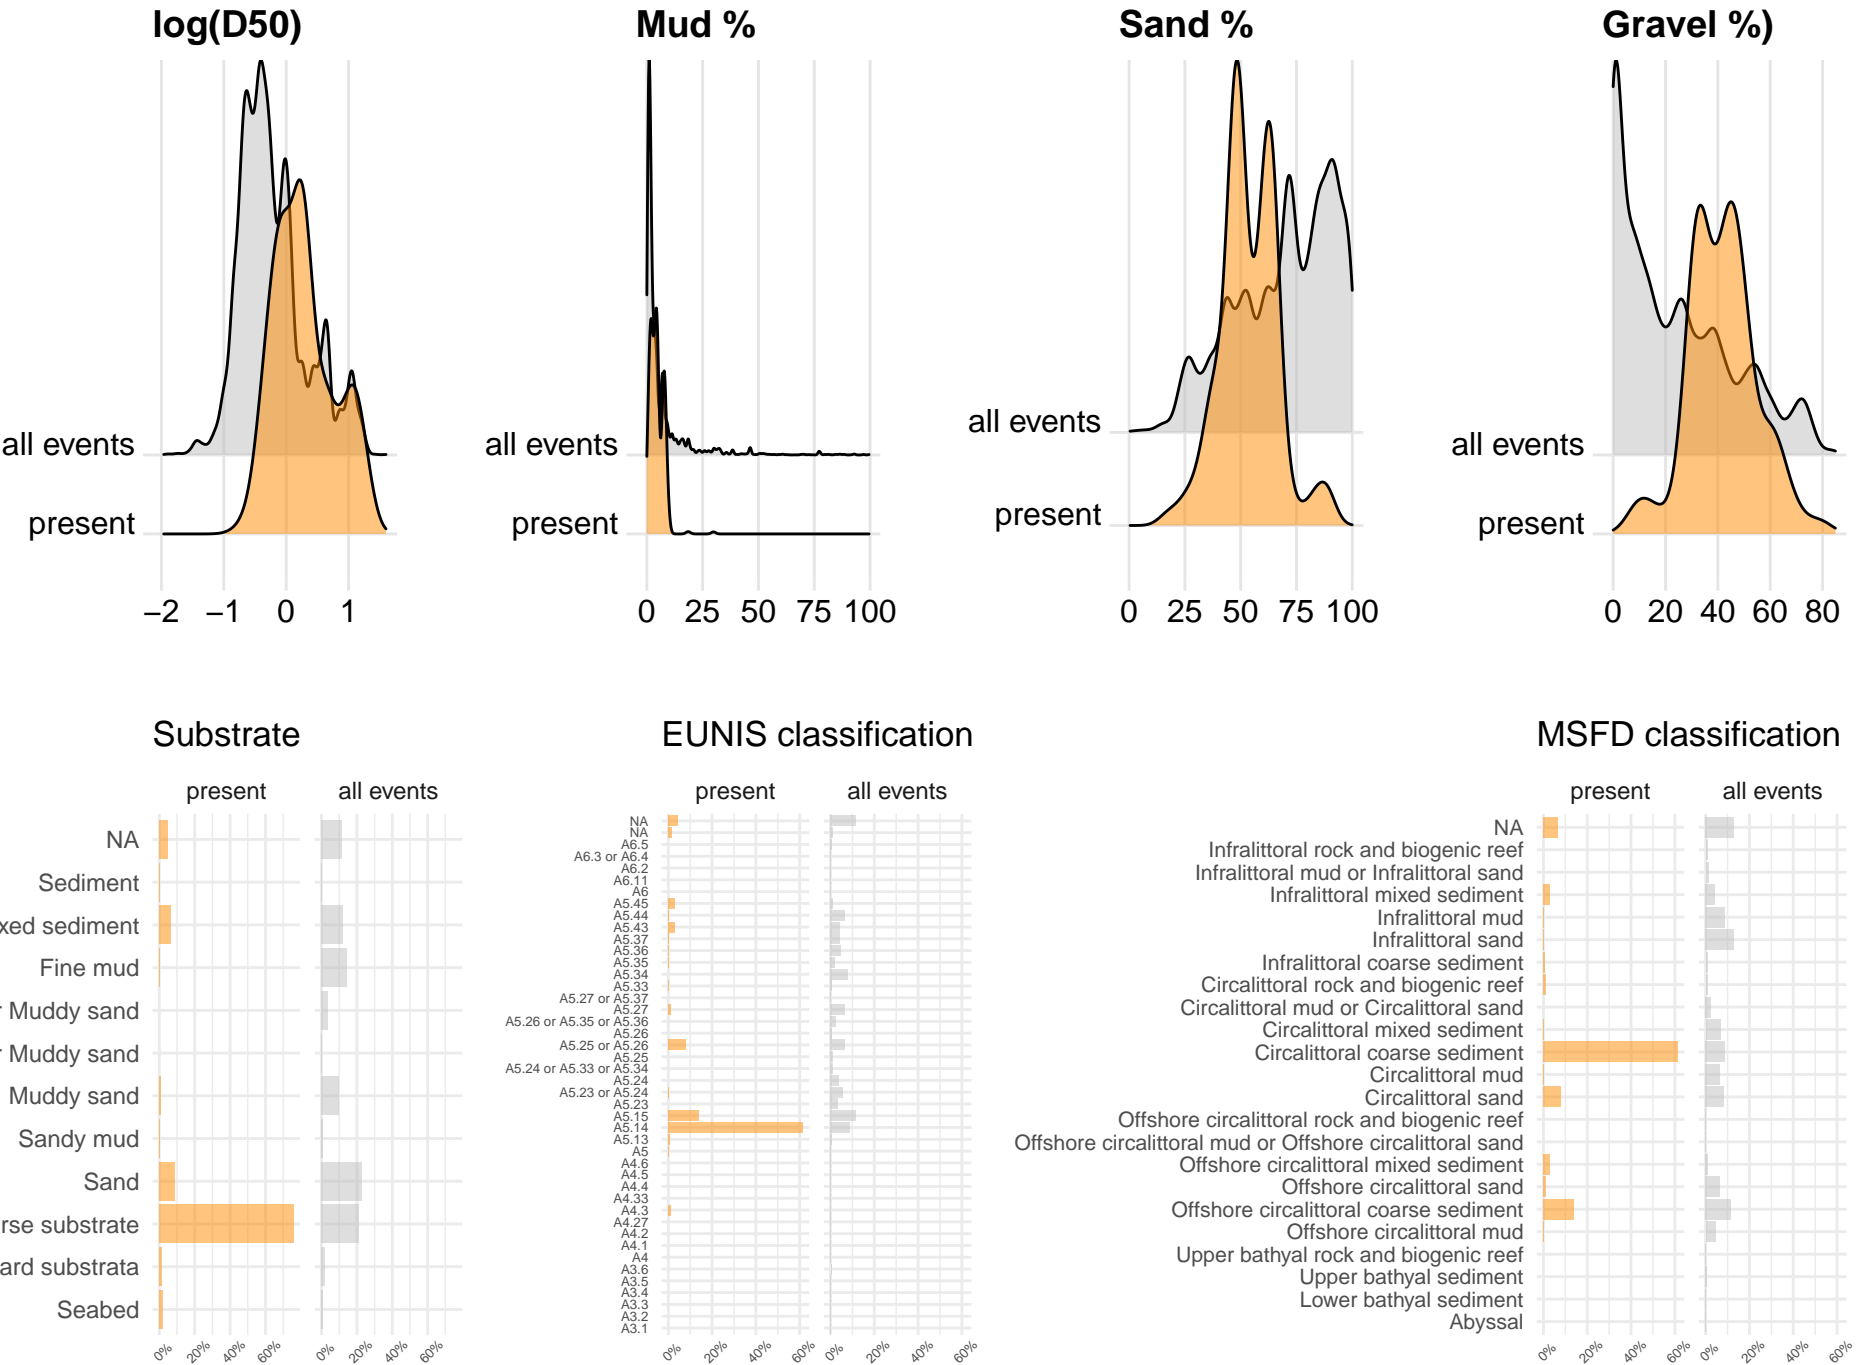 log(D50)
Mud %
Sand %
Gravel %)
all events
present
−2 −1 0 1
all events
present
0 25 50 75 100
all events
present
0 25 50 75 100
all events
present
0 20 40 60 80
Substrate
present all events
NA
Sediment
xed sediment
Fine mud
r Muddy sand
r Muddy sand
Muddy sand
Sandy mud
Sand
rse substrate
ard substrata
Seabed
0% 20% 40% 60% 0% 20% 40% 60%
EUNIS classification
present all events
NA
NA
A6.5
A6.3 or A6.4
A6.2
A6.11
A6
A5.45
A5.44
A5.43
A5.37
A5.36
A5.35
A5.34
A5.33
A5.27 or A5.37
A5.27
A5.26 or A5.35 or A5.36
A5.26
A5.25 or A5.26
A5.25
A5.24 or A5.33 or A5.34
A5.24
A5.23 or A5.24
A5.23
A5.15
A5.14
A5.13
A5
A4.6
A4.5
A4.4
A4.33
A4.3
A4.27
A4.2
A4.1
A4
A3.6
A3.5
A3.4
A3.3
A3.2
A3.1
0% 20% 40% 60% 0% 20% 40% 60%
MSFD classification
present all events
NA
Infralittoral rock and biogenic reef
Infralittoral mud or Infralittoral sand
Infralittoral mixed sediment
Infralittoral mud
Infralittoral sand
Infralittoral coarse sediment
Circalittoral rock and biogenic reef
Circalittoral mud or Circalittoral sand
Circalittoral mixed sediment
Circalittoral coarse sediment
Circalittoral mud
Circalittoral sand
Offshore circalittoral rock and biogenic reef
Offshore circalittoral mud or Offshore circalittoral sand
Offshore circalittoral mixed sediment
Offshore circalittoral sand
Offshore circalittoral coarse sediment
Offshore circalittoral mud
Upper bathyal rock and biogenic reef
Upper bathyal sediment
Lower bathyal sediment
Abyssal
0% 20% 40% 60% 0% 20% 40% 60%